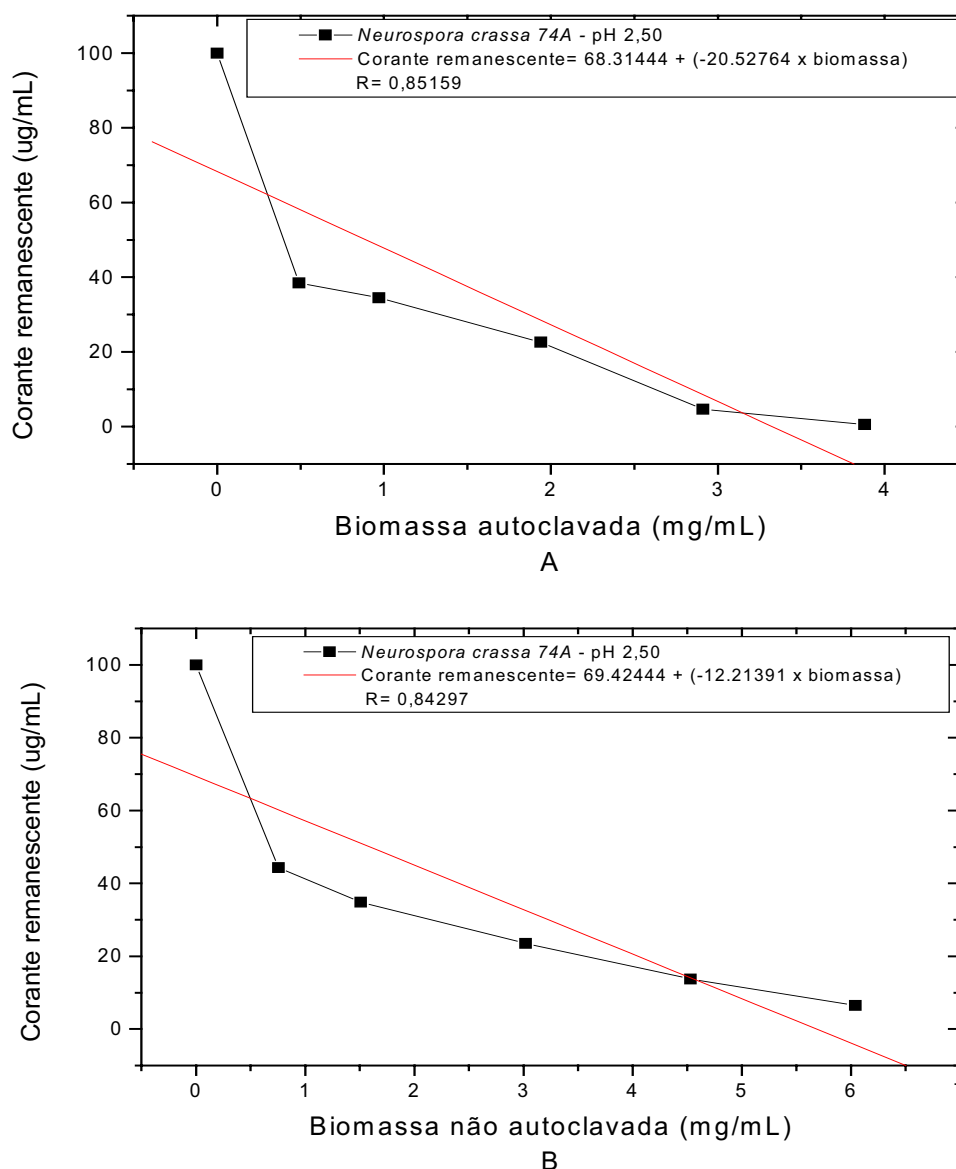 Neurospora crassa 74A - pH 2,50
Corante remanescente= 68.31444 + (-20.52764 x biomassa)
R= 0,85159
Corante remanescente (ug/mL)
100
80
60
40
20
0
0 1 2 3 4
Biomassa autoclavada (mg/mL)
A
Neurospora crassa 74A - pH 2,50
Corante remanescente= 69.42444 + (-12.21391 x biomassa)
R= 0,84297
Corante remanescente (ug/mL)
100
80
60
40
20
0
0 1 2 3 4 5 6
Biomassa não autoclavada (mg/mL)
B